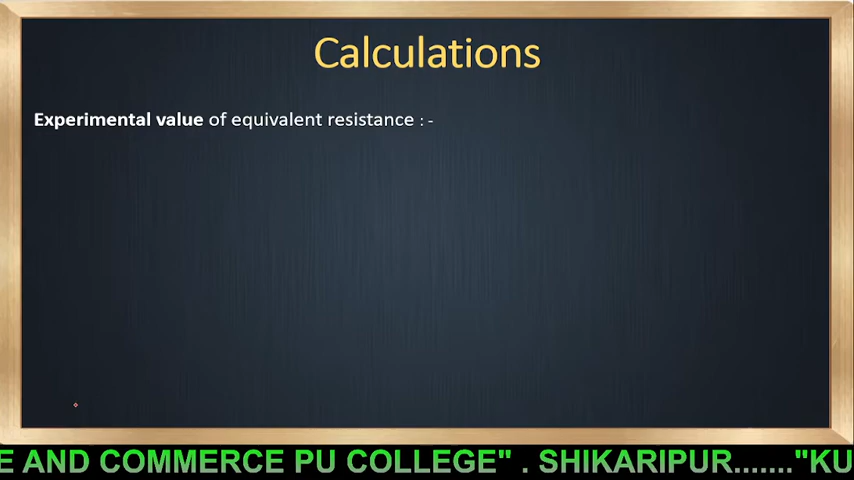 Calculations
Experimental value of equivalent resistance : -
E AND COMMERCE PU COLLEGE" . SHIKARIPUR......."KU